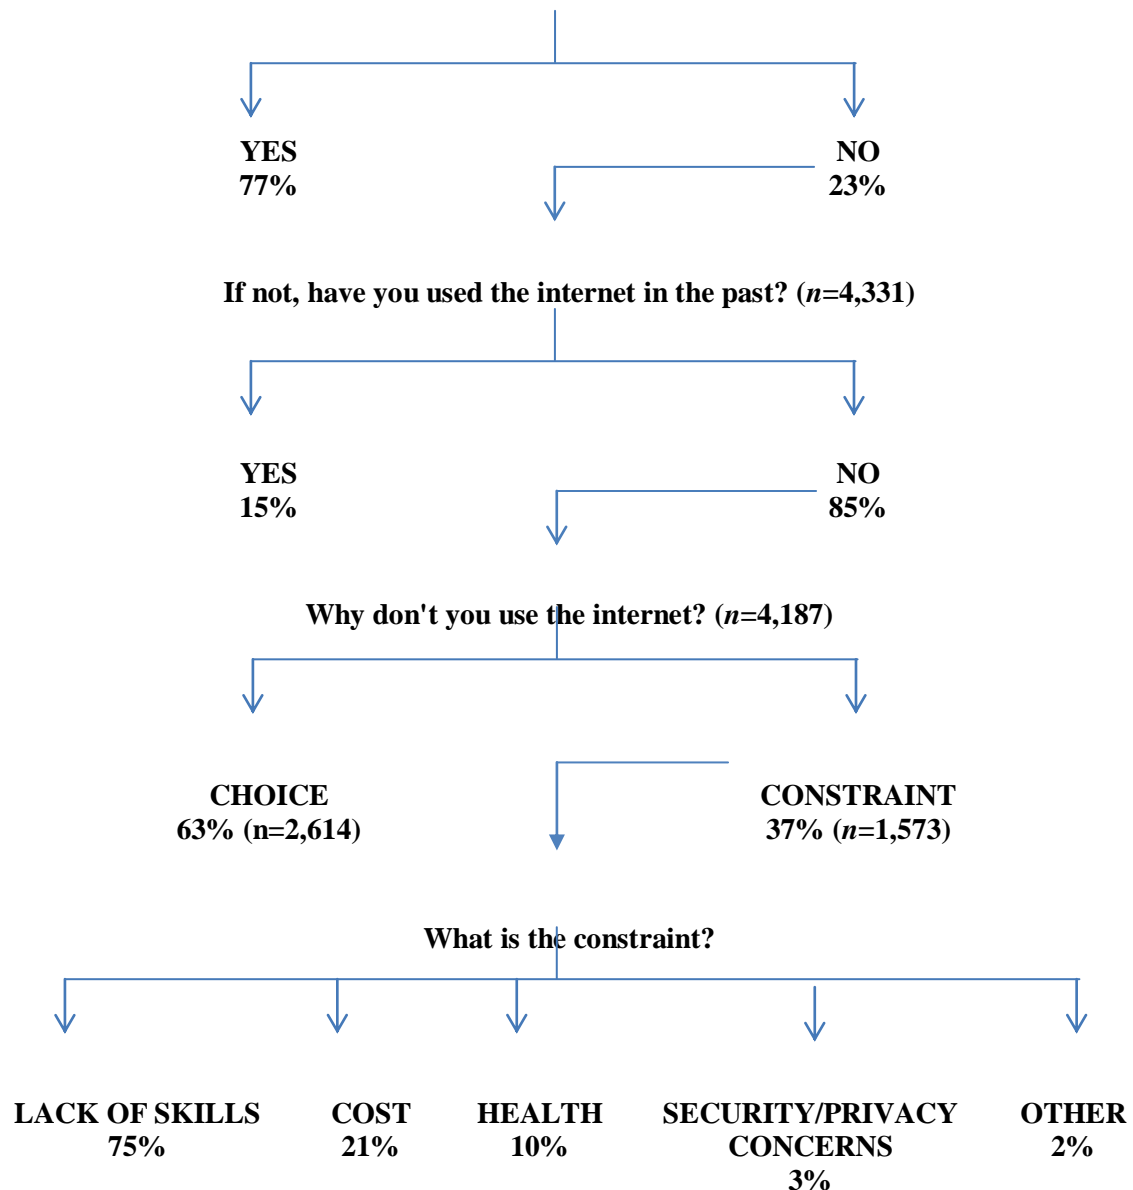 YES
77%
NO
23%
If not, have you used the internet in the past? (n=4,331)
YES
15%
NO
85%
Why don't you use the internet? (n=4,187)
CHOICE
63% (n=2,614)
CONSTRAINT
37% (n=1,573)
What is the constraint?
LACK OF SKILLS
75%
COST
21%
HEALTH
10%
SECURITY/PRIVACY
CONCERNS
3%
OTHER
2%